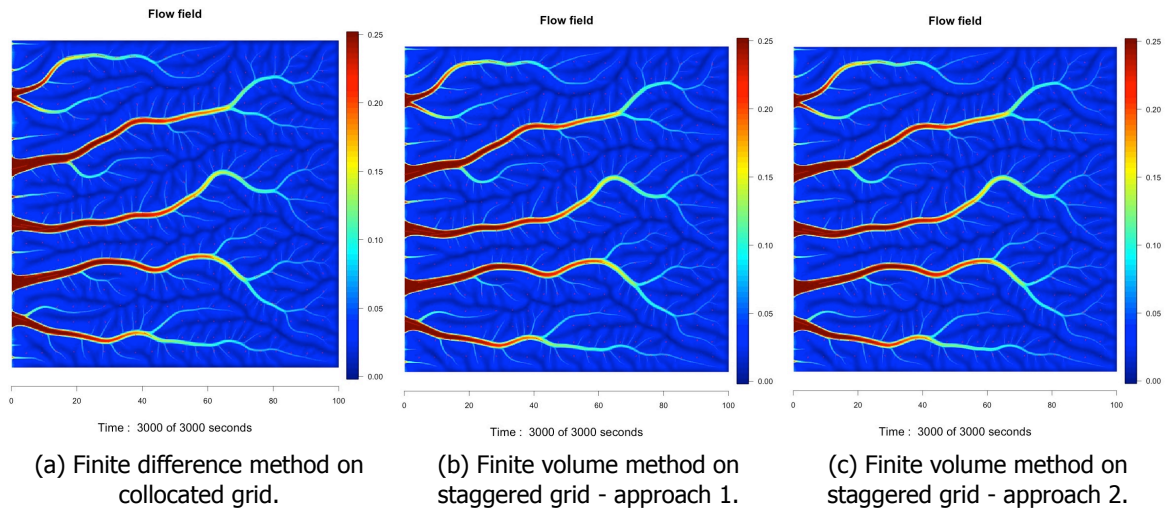 Flow field
0.25
0.20
0.15
0.10
0.05
0.00
0 20 40 60 80 100
Time : 3000 of 3000 seconds
(a) Finite difference method on
collocated grid.
Flow field
0.25
0.20
0.15
0.10
0.05
0.00
0 20 40 60 80 100
Time : 3000 of 3000 seconds
(b) Finite volume method on
staggered grid - approach 1.
Flow field
0.25
0.20
0.15
0.10
0.05
0.00
0 20 40 60 80 100
Time : 3000 of 3000 seconds
(c) Finite volume method on
staggered grid - approach 2.